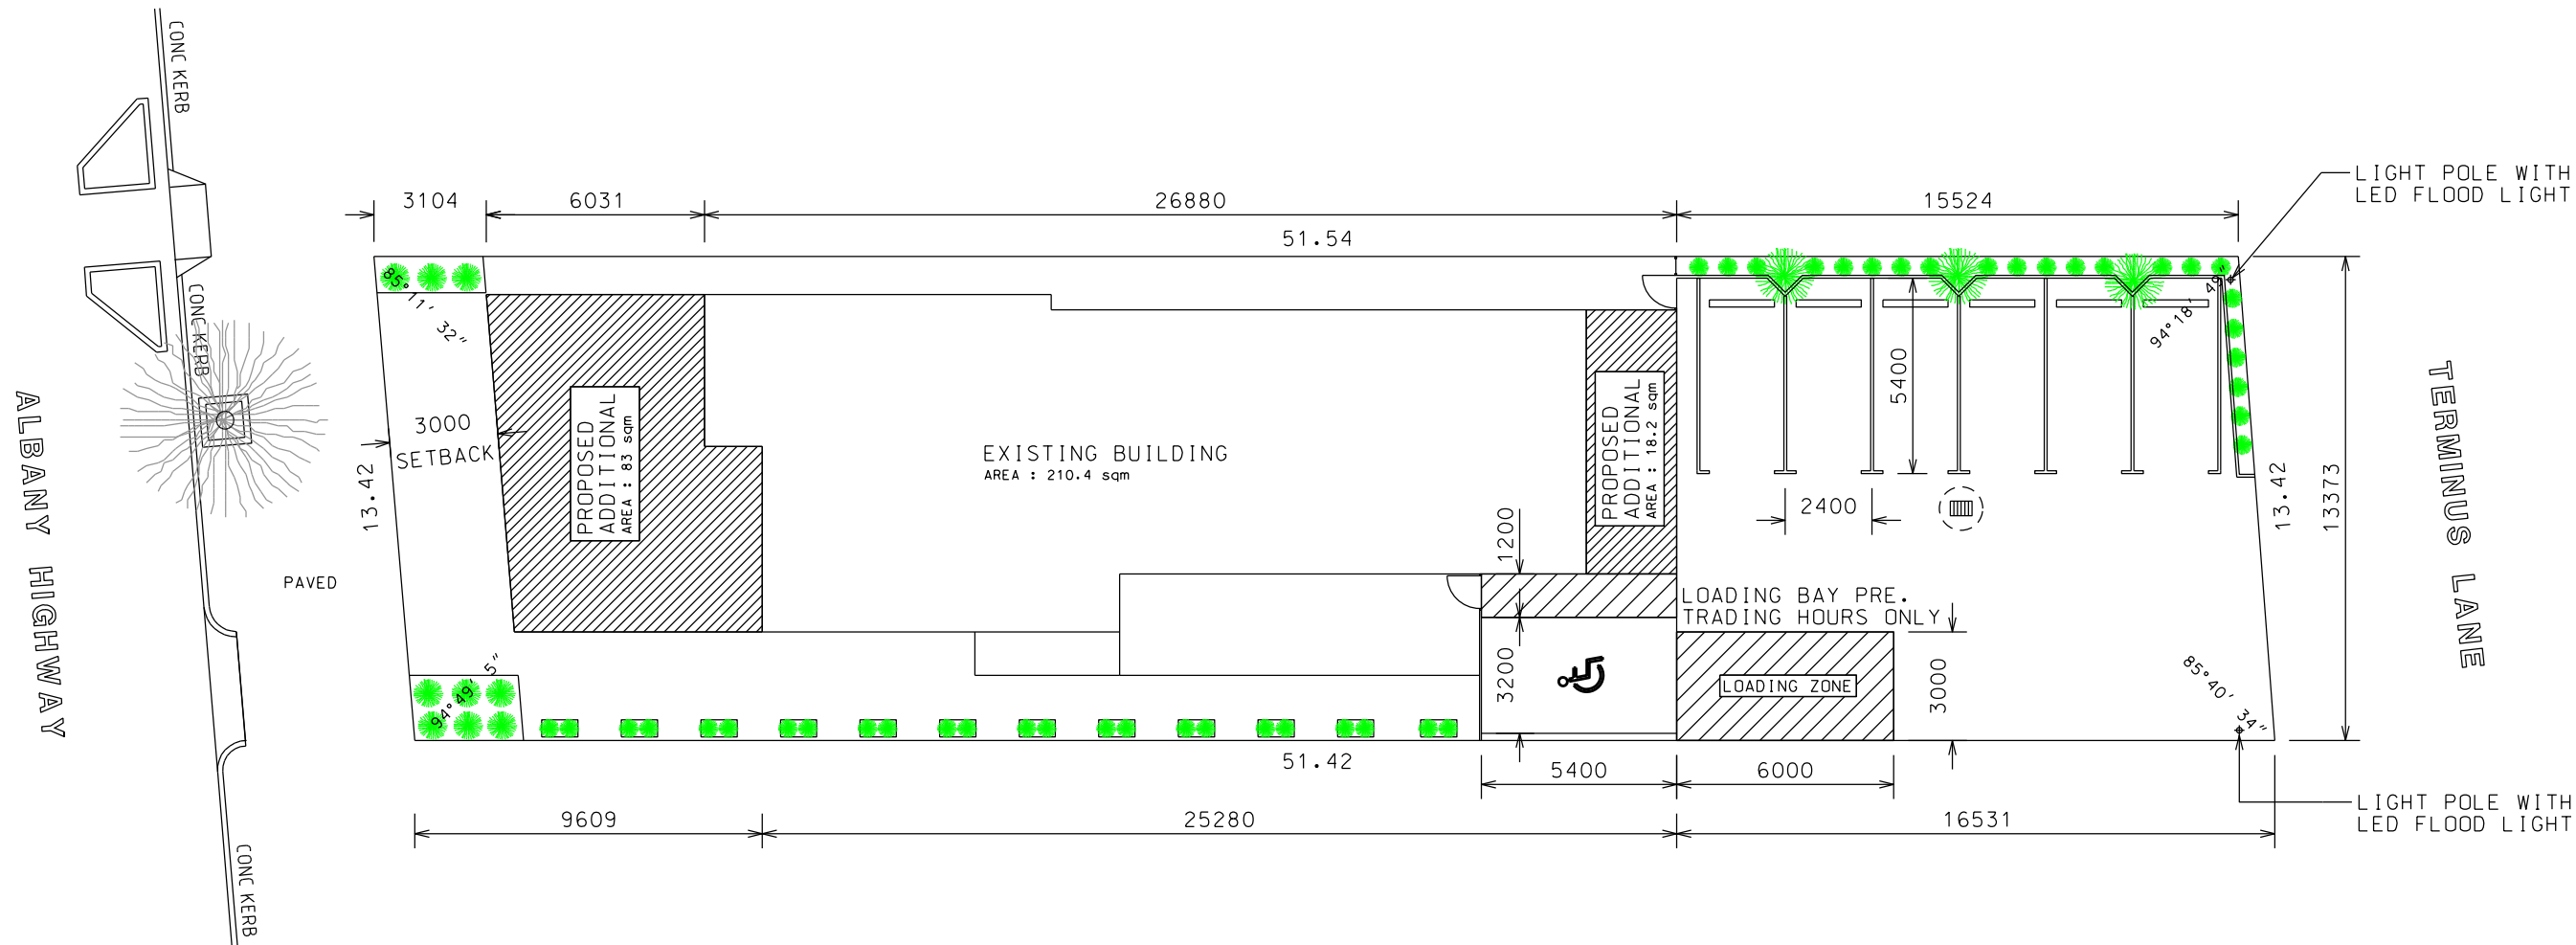 CONC KERB
LIGHT POLE WITH
LED FLOOD LIGHT
3104
6031
26880
15524
51.54
85°11' 32"
94°18' 49"
CONC KERB
CONC KERB
ALBANY HIGHWAY
3000
SETBACK
13.42
PROPOSED
ADDITIONAL
AREA : 83 sqm
EXISTING BUILDING
AREA : 210.4 sqm
PROPOSED
ADDITIONAL
AREA : 18.2 sqm
5400
2400
13.42
13373
TERMINUS LANE
PAVED
1200
LOADING BAY PRE.
TRADING HOURS ONLY
3200
LOADING ZONE
3000
94°49' 5"
85°40' 34"
51.42
5400
6000
9609
25280
16531
LIGHT POLE WITH
LED FLOOD LIGHT
CONC KERB